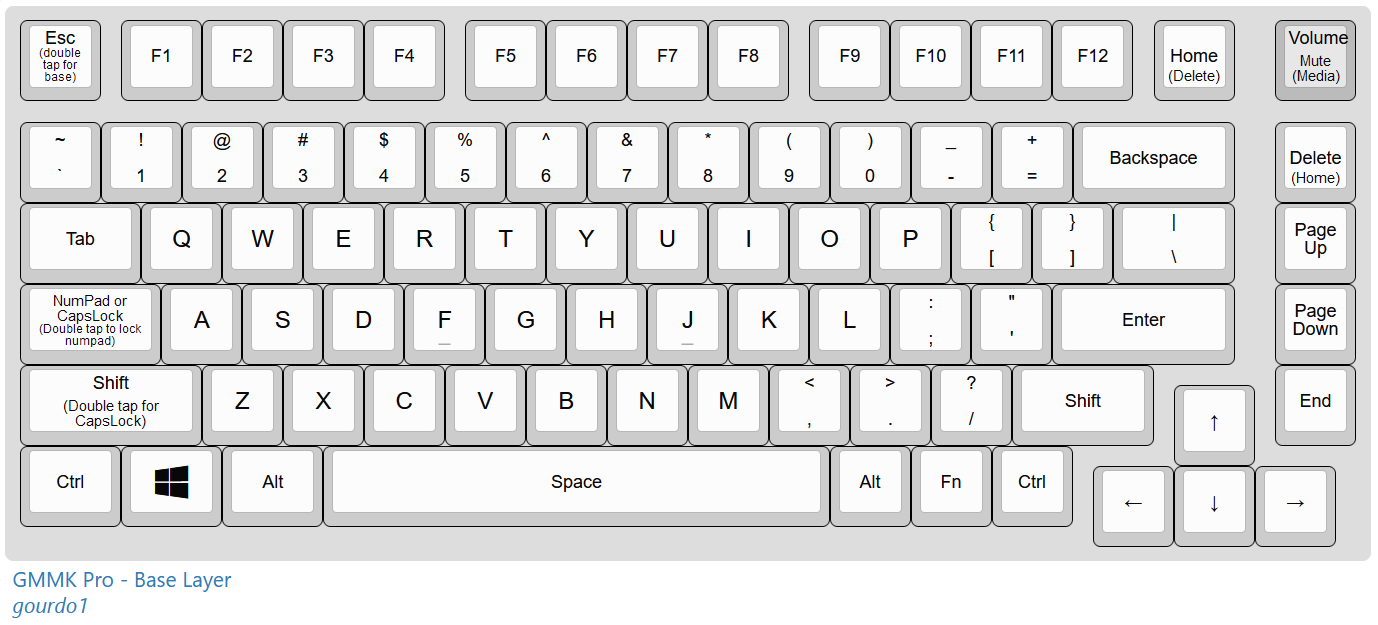 Esc
(double
tap for
base)
F1
F2
F3
F4
F5
F6
F7
F8
F9
F10
F11
F12
Home
(Delete)
Volume
Mute
(Media)
~
`
!
1
@
2
#
3
$
4
%
5
^
6
&
7
*
8
(
9
)
0
_
-
+
=
Backspace
Delete
(Home)
Tab
Q
W
E
R
T
Y
U
I
O
P
{
[
}
]
|
\
Page
Up
NumPad or
CapsLock
(Double tap to lock
numpad)
A
S
D
F
G
H
J
K
L
:
;
"
'
Enter
Page
Down
Shift
(Double tap for
CapsLock)
Z
X
C
V
B
N
M
<
,
>
.
?
/
Shift
↑
End
Ctrl
Alt
Space
Alt
Fn
Ctrl
←
↓
→
GMMK Pro - Base Layer
gourdo1